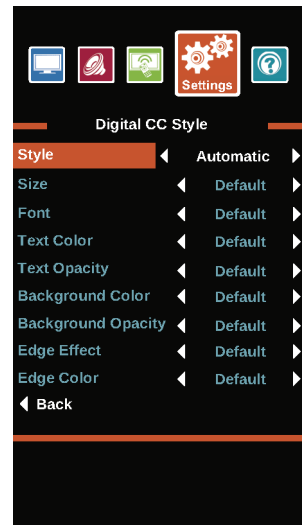 Settings
Digital CC Style
Style Automatic
Size Default
Font Default
Text Color Default
Text Opacity Default
Background Color Default
Background Opacity Default
Edge Effect Default
Edge Color Default
Back